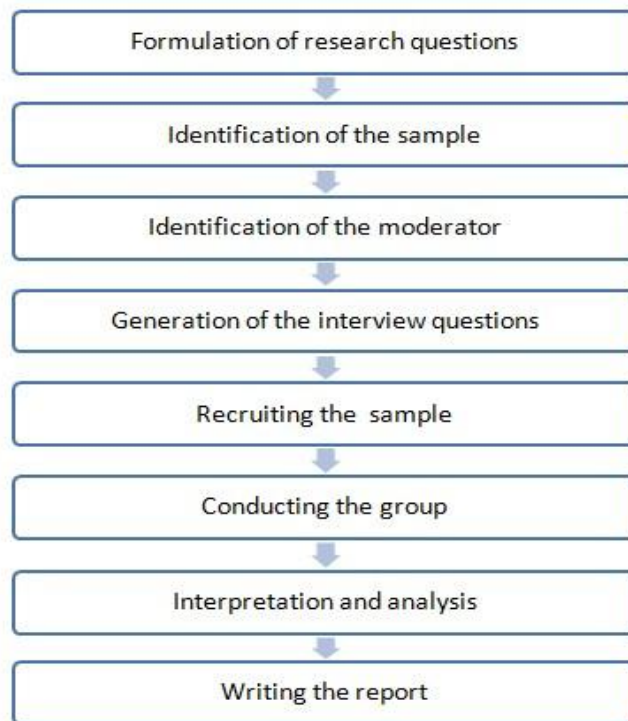 Formulation of research questions
Identification of the sample
Identification of the moderator
Generation of the interview questions
Recruiting the  sample
Conducting the group
Interpretation and analysis
Writing the report